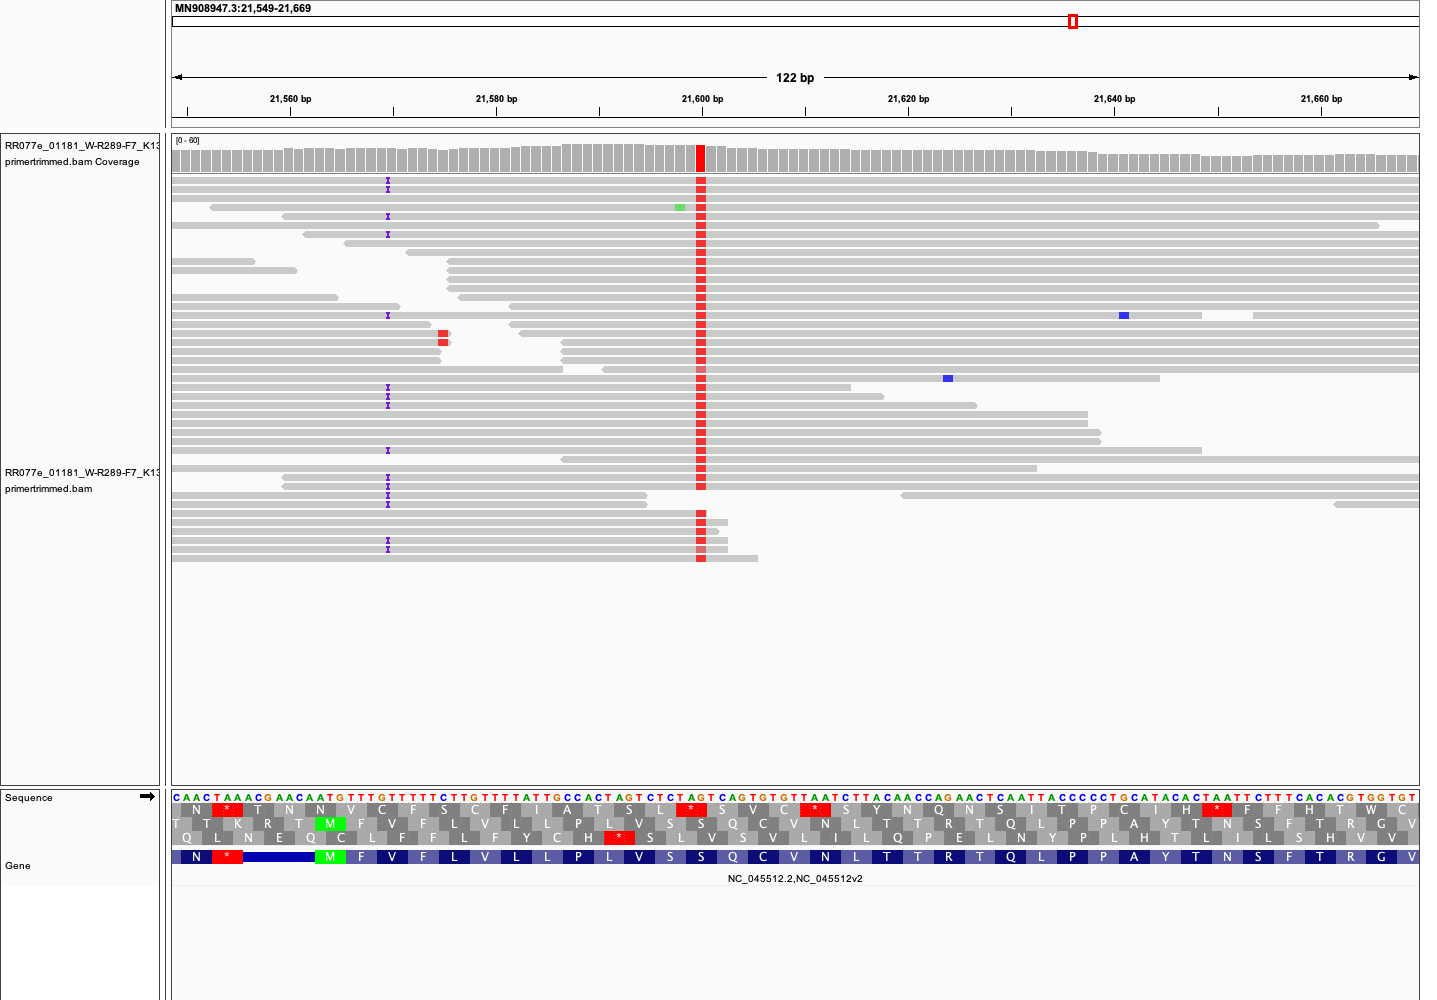 MN908947.3:21,549-21,669
122 bp
21,560 bp 21,580 bp 21,600 bp 21,620 bp 21,640 bp 21,660 bp
RR077e_01181_W-R289-F7_K13
primertrimmed.bam Coverage
[0 - 60]
RR077e_01181_W-R289-F7_K13
primertrimmed.bam
Sequence
CAACTAAACGAACAATGTTTGTTTTTCTTGTTTTATTGCCACTAGTCTCTAGTCAGTGTGTTAATCTTACAACCAGAACTCAATTACCCCCTGCATACACTAATTCTTTCACACGTGGTGT
N * T N N V C F S C F I A T S L * S V C * S Y N Q N S I T P C I H * F F H T W C
T T K R T M F V F L V L L P L V S S Q C V N L T T R T Q L P P A Y T N S F T R G V
Q L N E Q C L F F L F Y C H * S L V S V L I L Q P E L N Y P L H T L I L S H V V
Gene
N * M F V F L V L L P L V S S Q C V N L T T R T Q L P P A Y T N S F T R G V
NC_045512.2,NC_045512v2